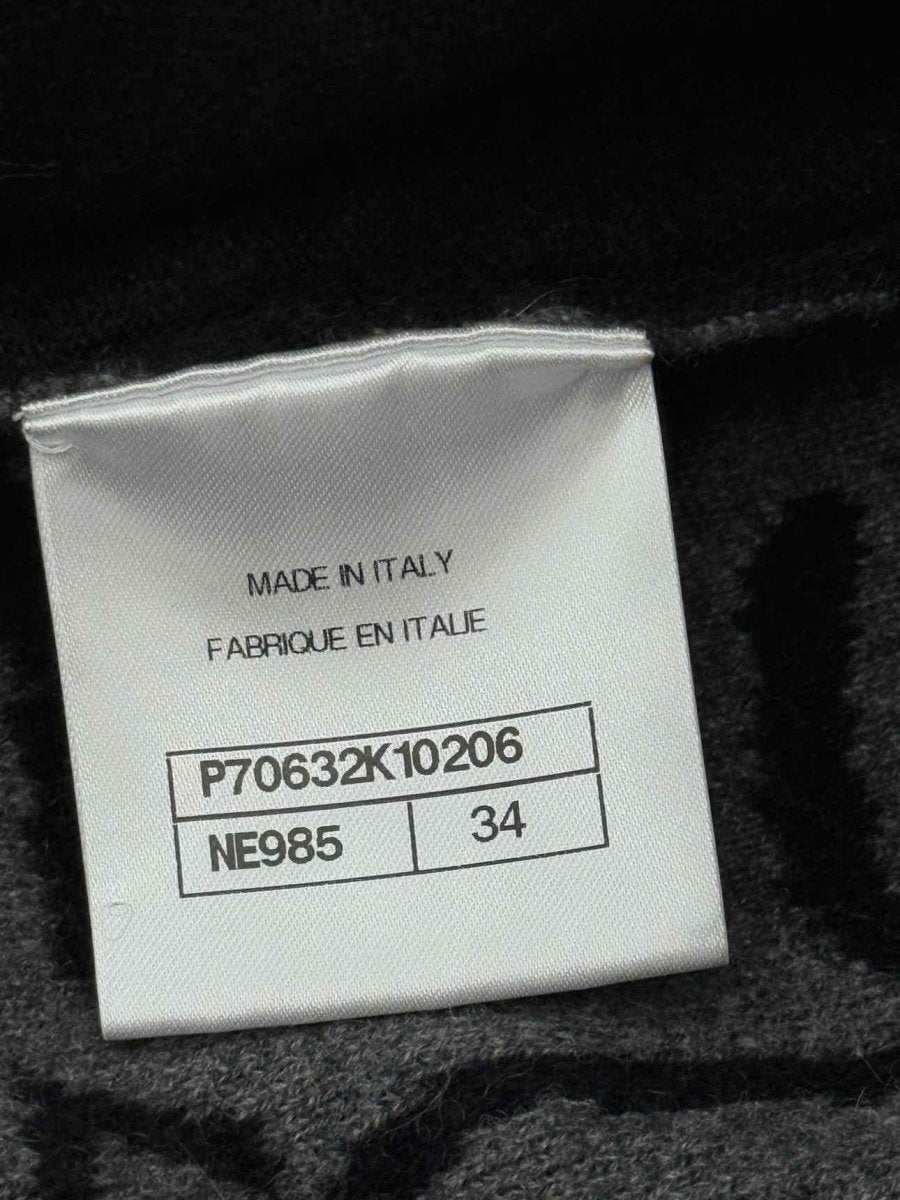 MADE IN ITALY
FABRIQUE EN ITALIE
P70632K10206
NE985 34